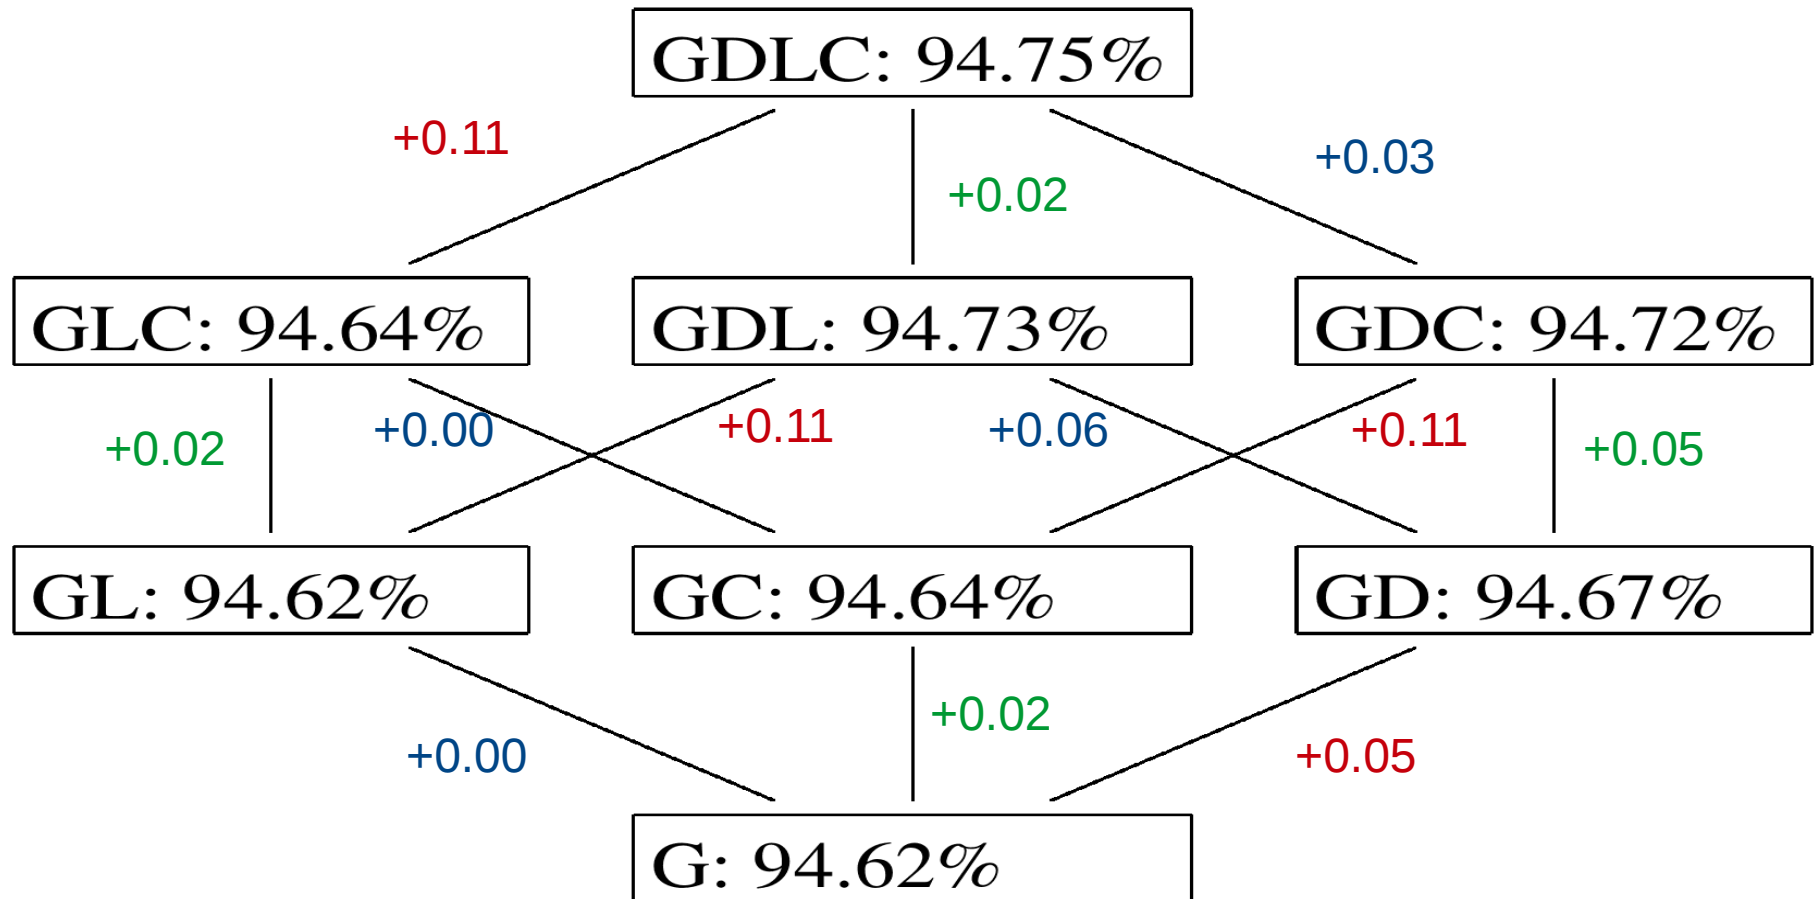 GDLC: 94.75%
+0.11
+0.02
+0.03
GLC: 94.64%
GDL: 94.73%
GDC: 94.72%
+0.02
+0.00
+0.11
+0.06
+0.11
+0.05
GL: 94.62%
GC: 94.64%
GD: 94.67%
+0.00
+0.02
+0.05
G: 94.62%